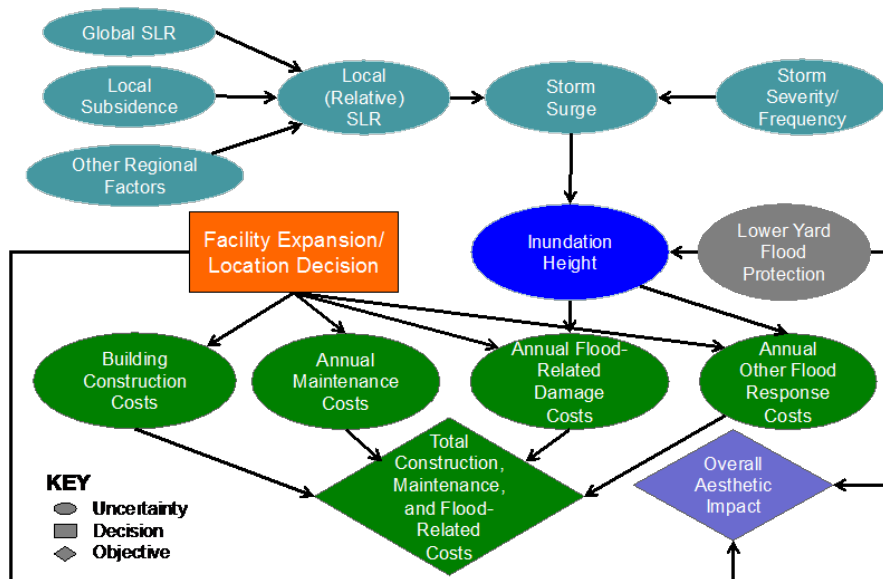 Global SLR
Local
Subsidence
Other Regional
Factors
Local
(Relative)
SLR
Storm
Surge
Storm
Severity/
Frequency
Facility Expansion/
Location Decision
Inundation
Height
Lower Yard
Flood
Protection
Building
Construction
Costs
Annual
Maintenance
Costs
Annual Flood-
Related
Damage
Costs
Annual
Other Flood
Response
Costs
Total
Construction,
Maintenance,
and Flood-
Related
Costs
Overall
Aesthetic
Impact
KEY
Uncertainty
Decision
Objective